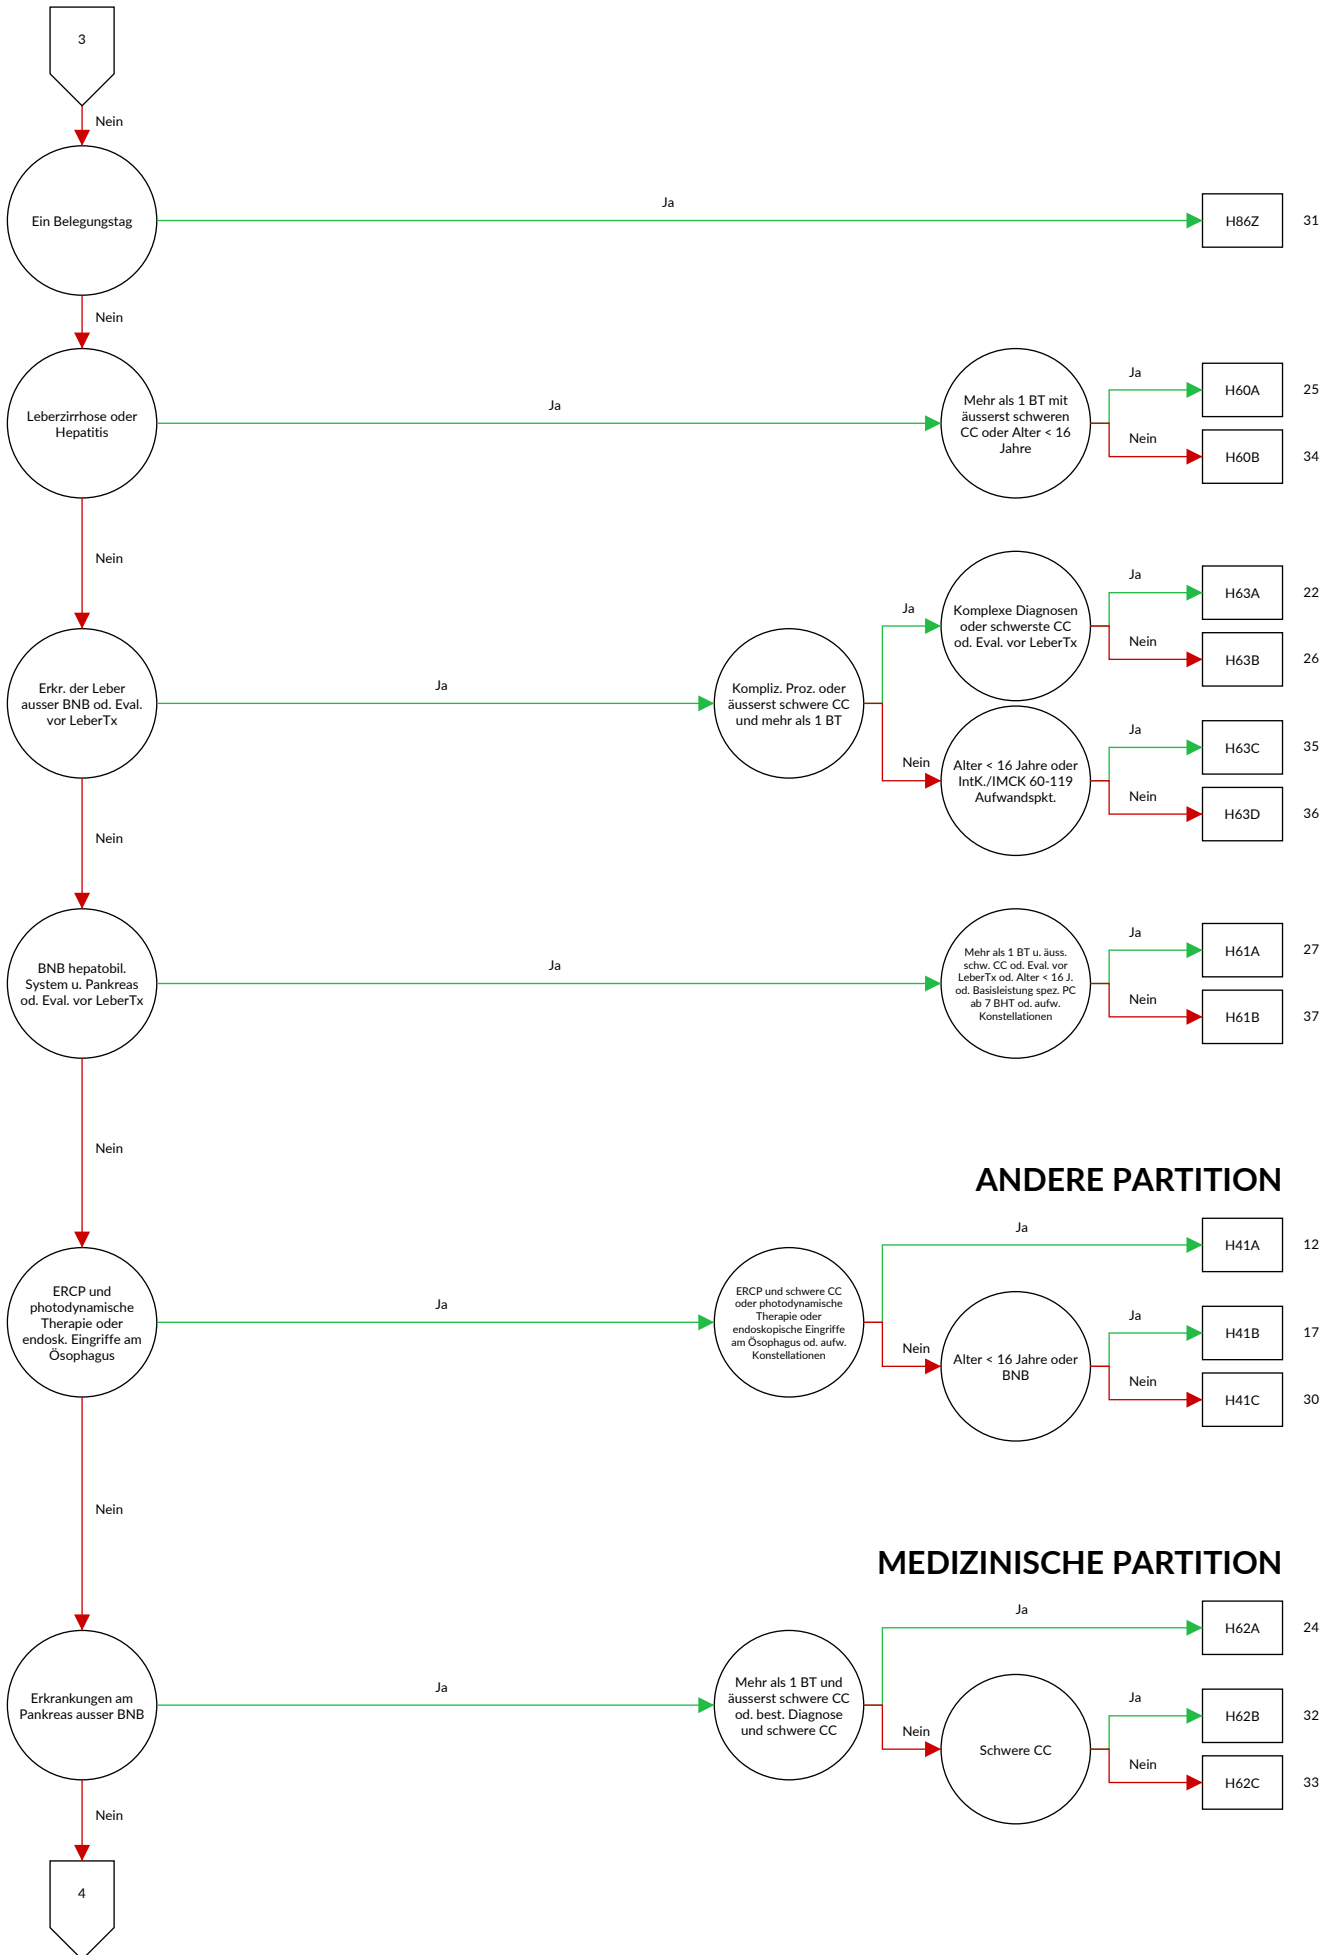 3
Nein
Ein Belegungstag
Ja
H86Z
31
Nein
Leberzirrhose oder
Hepatitis
Ja
Mehr als 1 BT mit
äusserst schweren
CC oder Alter < 16
Jahre
Ja
H60A
25
Nein
H60B
34
Nein
Erkr. der Leber
ausser BNB od. Eval.
vor LeberTx
Ja
Kompliz. Proz. oder
äusserst schwere CC
und mehr als 1 BT
Ja
Komplexe Diagnosen
oder schwerste CC
od. Eval. vor LeberTx
Ja
H63A
22
Nein
H63B
26
Nein
Alter < 16 Jahre oder
IntK./IMCK 60-119
Aufwandspkt.
Ja
H63C
35
Nein
H63D
36
Nein
BNB hepatobil.
System u. Pankreas
od. Eval. vor LeberTx
Ja
Mehr als 1 BT u. äuss.
schw. CC od. Eval. vor
LeberTx od. Alter < 16 J.
od. Basisleistung spez. PC
ab 7 BHT od. aufw.
Konstellationen
Ja
H61A
27
Nein
H61B
37
Nein
ANDERE PARTITION
ERCP und
photodynamische
Therapie oder
endosk. Eingriffe am
Ösophagus
Ja
ERCP und schwere CC
oder photodynamische
Therapie oder
endoskopische Eingriffe
am Ösophagus od. aufw.
Konstellationen
Ja
H41A
12
Nein
Alter < 16 Jahre oder
BNB
Ja
H41B
17
Nein
H41C
30
Nein
MEDIZINISCHE PARTITION
Erkrankungen am
Pankreas ausser BNB
Ja
Mehr als 1 BT und
äusserst schwere CC
od. best. Diagnose
und schwere CC
Ja
H62A
24
Nein
Schwere CC
Ja
H62B
32
Nein
H62C
33
Nein
4